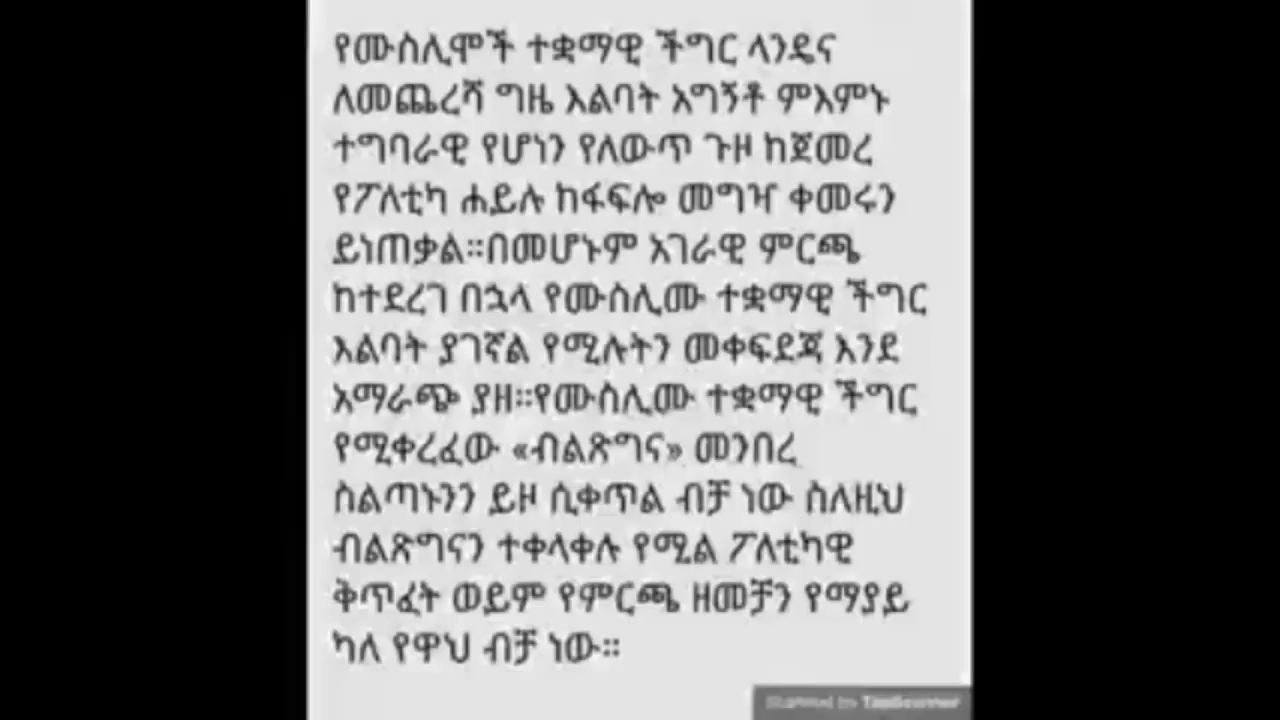 የሙስሊሞች ተቋማዊ ችግር ላንዴና
ለመጨረሻ ግዜ እልባት አግኝቶ ምእምኑ
ተግባራዊ የሆነን የለውጥ ጉዞ ከጀመረ
የፖለቲካ ሐይሉ ከፋፍሎ መግዣ ቀመሩን
ይነጠቃል።በመሆኑም አገራዊ ምርጫ
ከተደረገ በኋላ የሙስሊሙ ተቋማዊ ችግር
እልባት ያገኛል የሚሉትን መቀፍደጃ እንደ
አማራጭ ያዘ።የሙስሊሙ ተቋማዊ ችግር
የሚቀረፈው «ብልጽግና» መንበረ
ስልጣኑንን ይዞ ሲቀጥል ብቻ ነው ስለዚህ
ብልጽግናን ተቀላቀሉ የሚል ፖለቲካዊ
ቅጥፈት ወይም የምርጫ ዘመቻን የማያይ
ካለ የዋህ ብቻ ነው።
Scanned by TapScanner